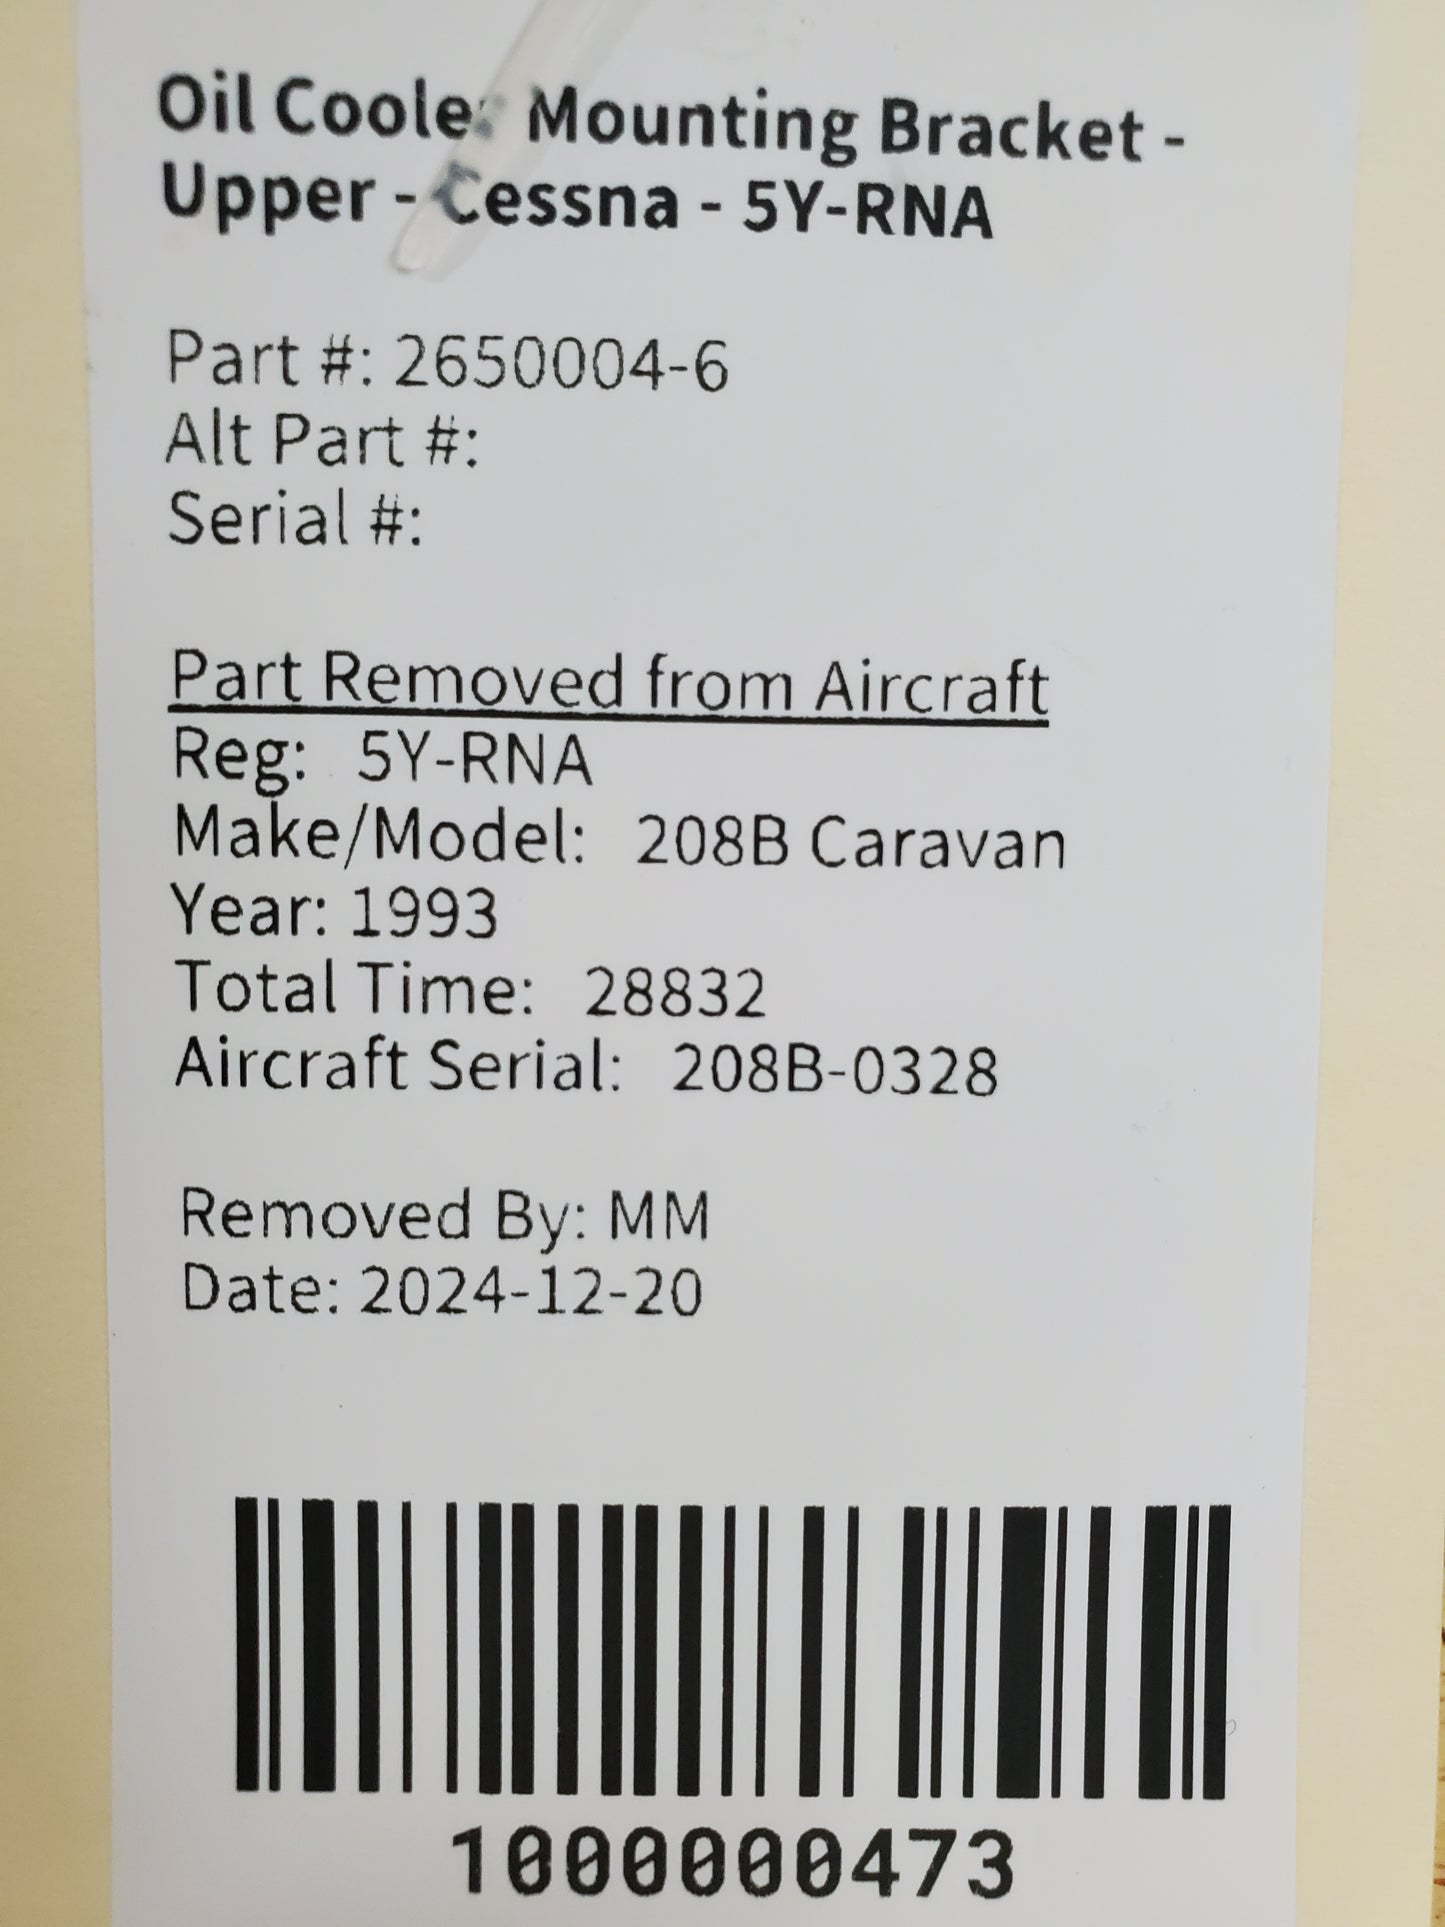 Oil Cooler Mounting Bracket -
Upper - Cessna - 5Y-RNA
Part #: 2650004-6
Alt Part #:
Serial #:
Part Removed from Aircraft
Reg: 5Y-RNA
Make/Model: 208B Caravan
Year: 1993
Total Time: 28832
Aircraft Serial: 208B-0328
Removed By: MM
Date: 2024-12-20
1000000473